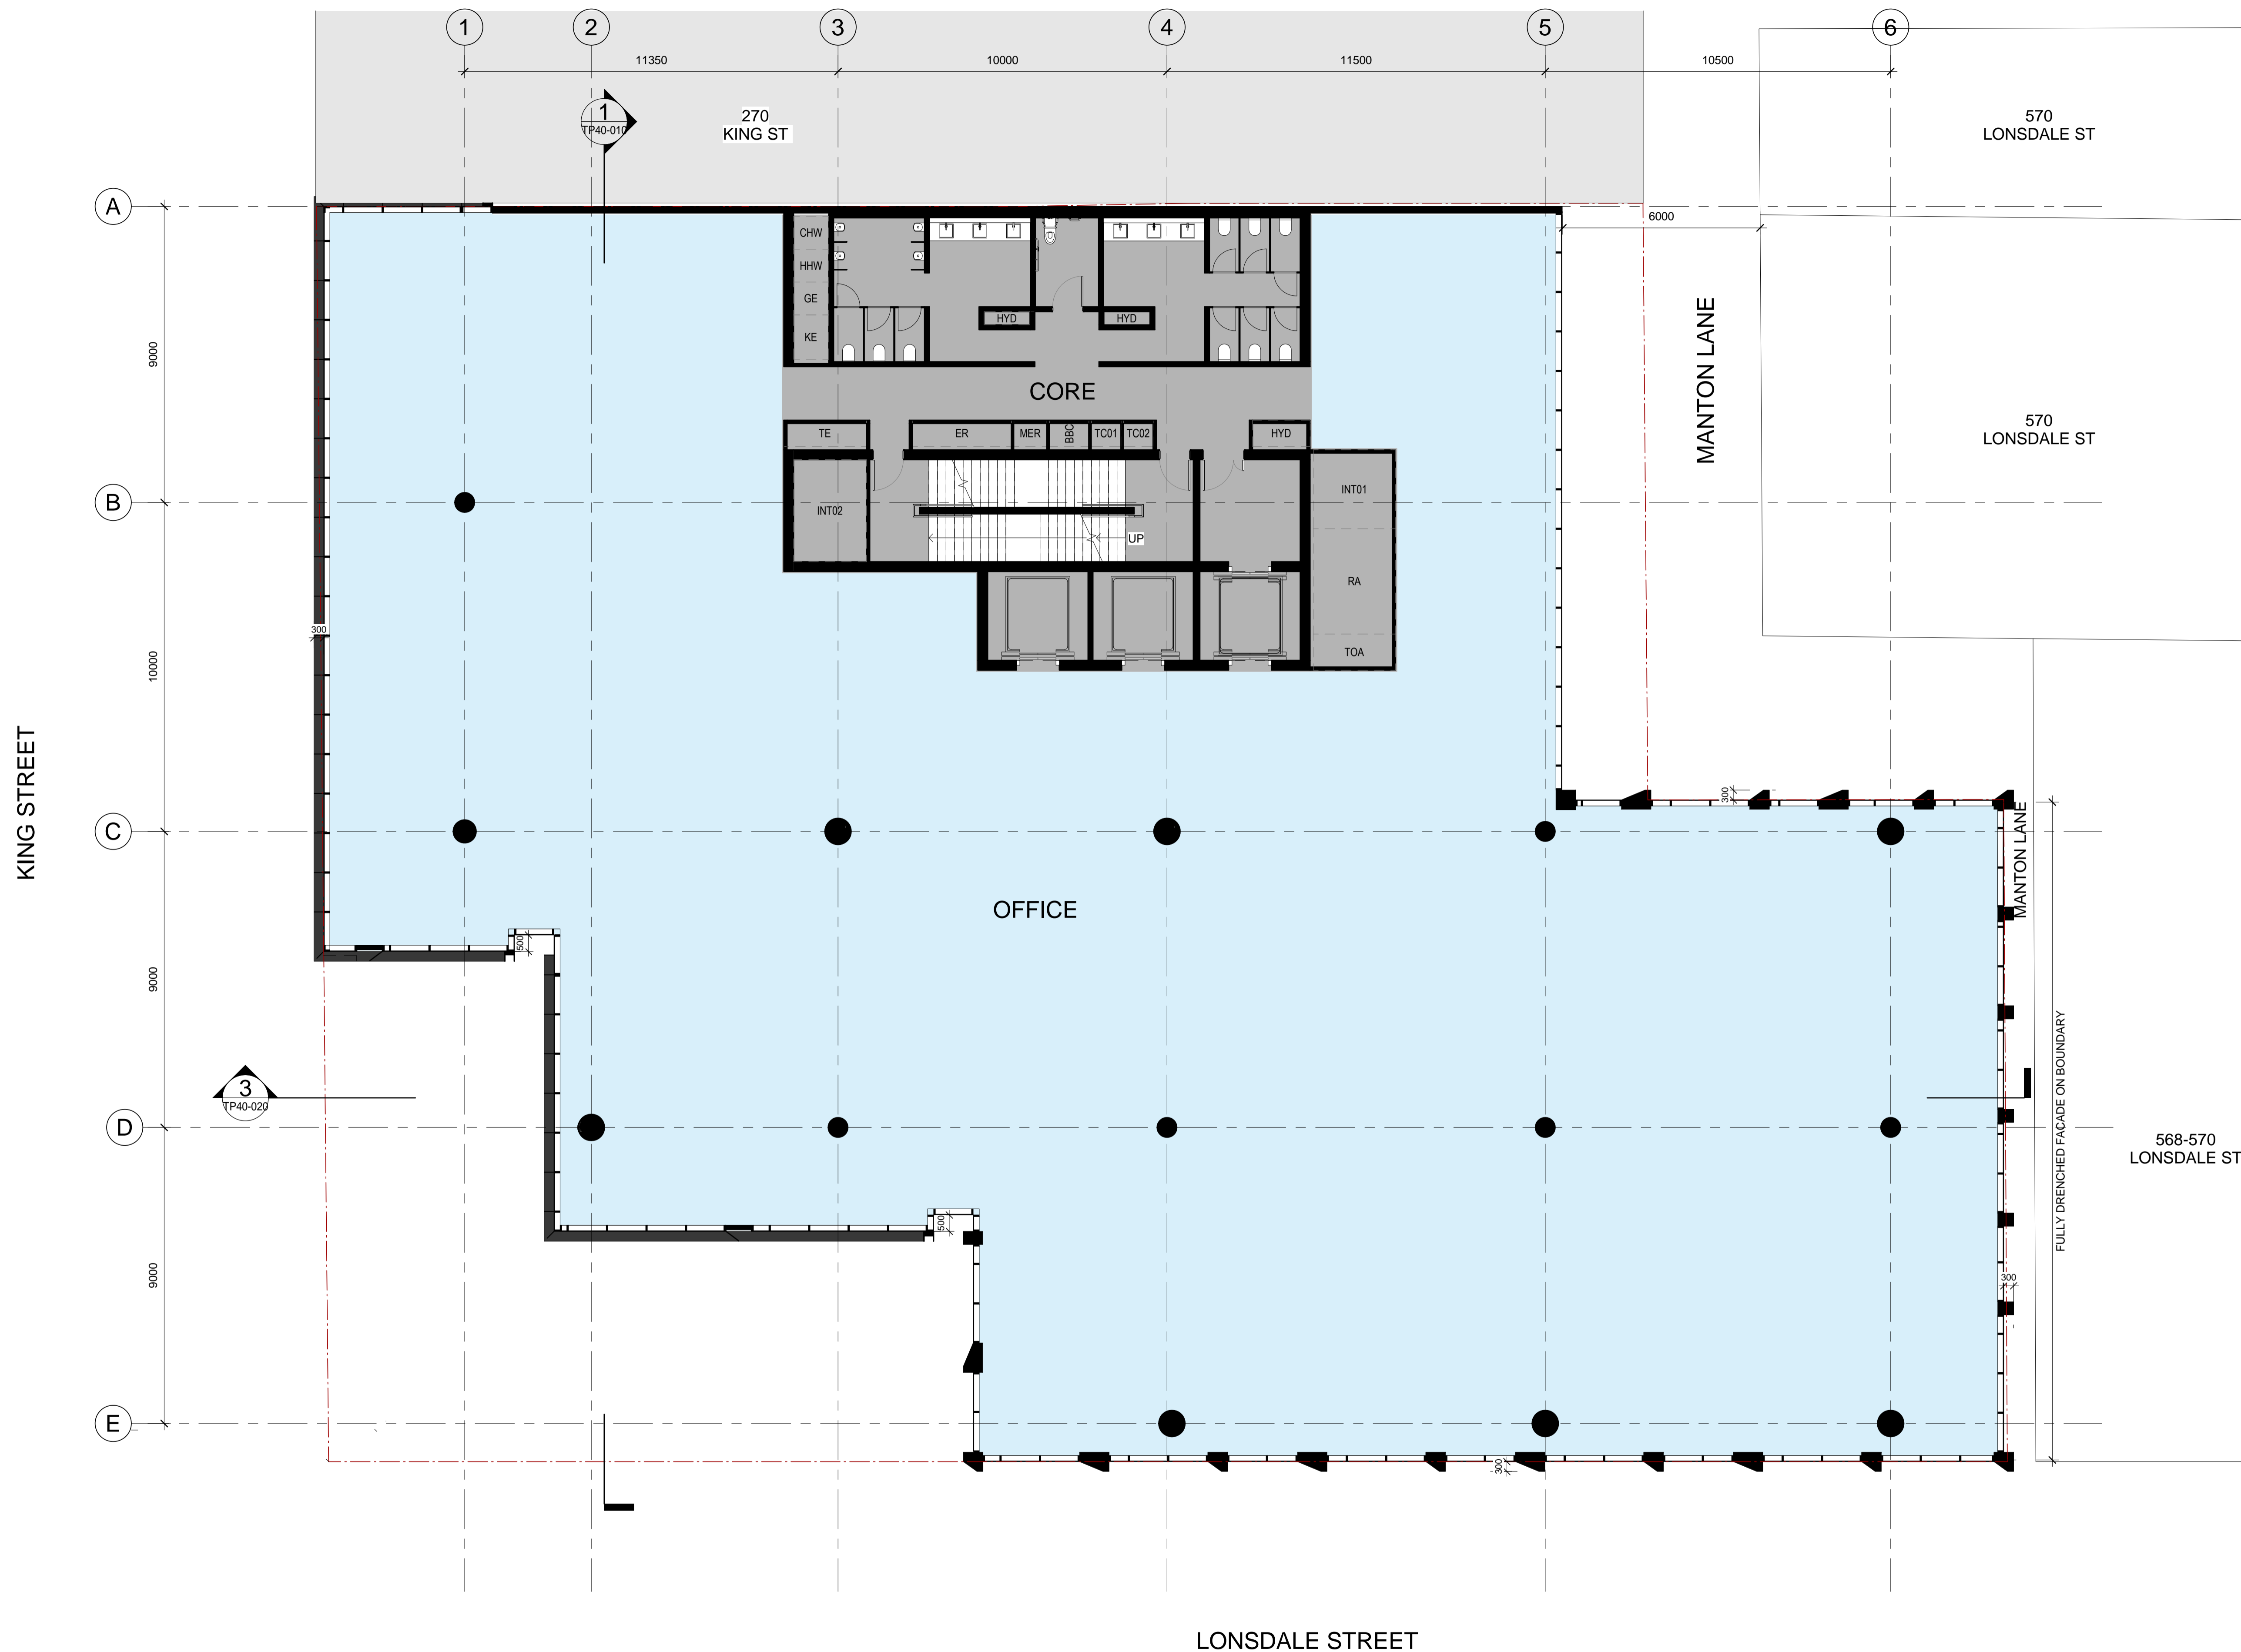 1
2
3
4
5
6
11350
10000
11500
10500
1
TP40-010
270
KING ST
570
LONSDALE ST
A
6000
CHW
HHW
GE
KE
HYD
HYD
MANTON LANE
9000
CORE
570
LONSDALE ST
TE
ER
MER
BBC
TC01
TC02
HYD
B
INT01
INT02
UP
RA
300
TOA
10000
KING STREET
300
MANTON LANE
C
OFFICE
500
9000
FULLY DRENCHED FACADE ON BOUNDARY
3
TP40-020
D
568-570
LONSDALE ST
500
9000
300
E
300
LONSDALE STREET